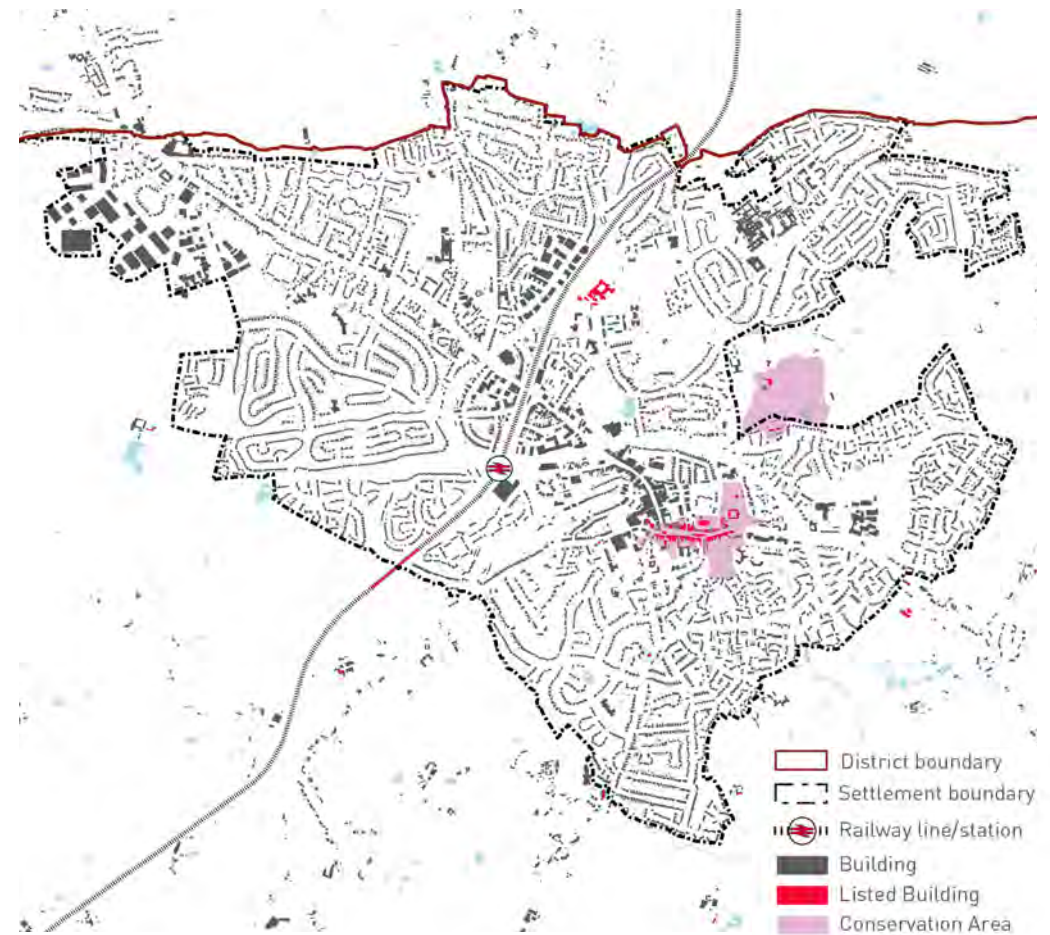 District boundary
Settlement boundary
Railway line/station
Building
Listed Building
Conservation Area